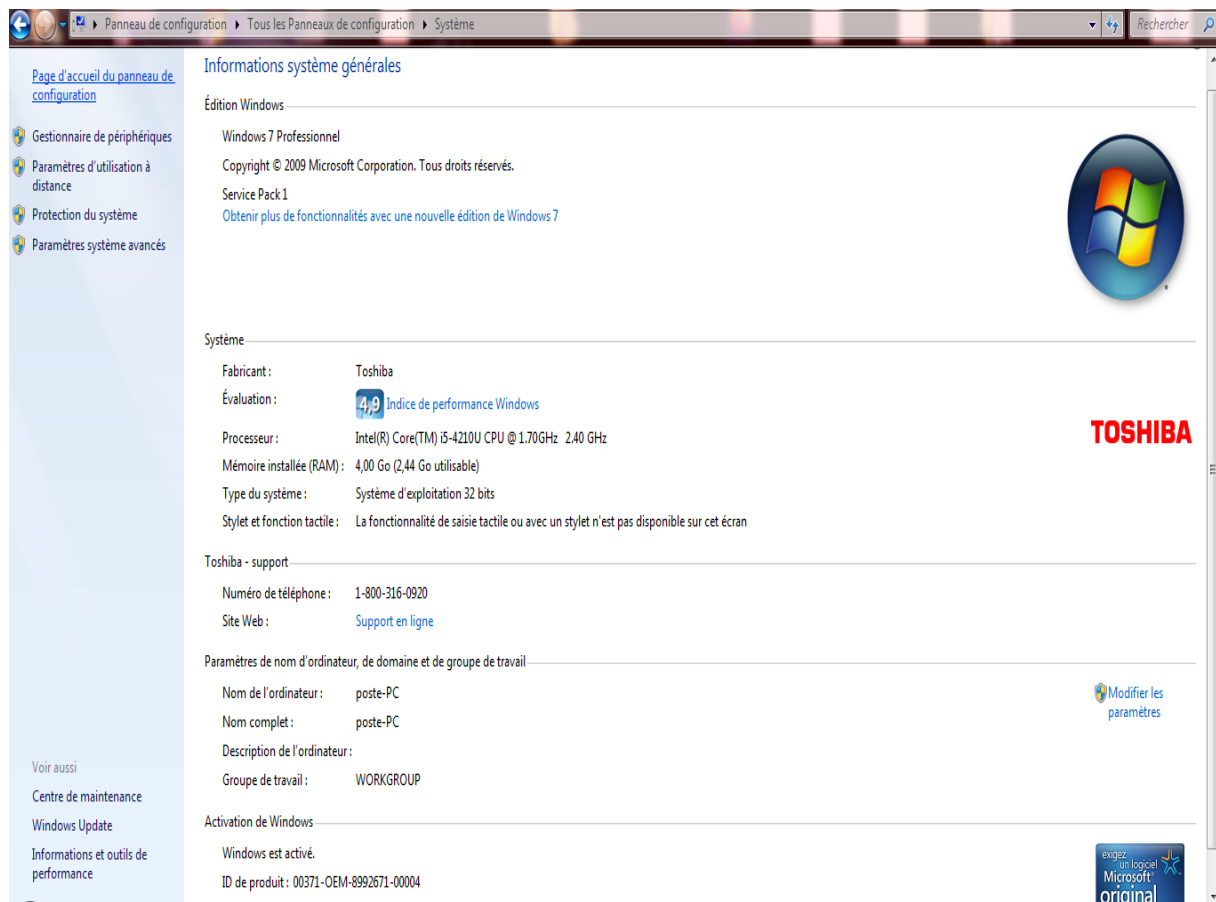 Panneau de configuration ▸ Tous les Panneaux de configuration ▸ Système
Rechercher
Page d'accueil du panneau de
configuration
Gestionnaire de périphériques
Paramètres d'utilisation à
distance
Protection du système
Paramètres système avancés
Voir aussi
Centre de maintenance
Windows Update
Informations et outils de
performance
Informations système générales
Édition Windows
Windows 7 Professionnel
Copyright © 2009 Microsoft Corporation. Tous droits réservés.
Service Pack 1
Obtenir plus de fonctionnalités avec une nouvelle édition de Windows 7
Système
Fabricant : Toshiba
Évaluation : 4,9 Indice de performance Windows
Processeur : Intel(R) Core(TM) i5-4210U CPU @ 1.70GHz 2.40 GHz
Mémoire installée (RAM) : 4,00 Go (2,44 Go utilisable)
Type du système : Système d'exploitation 32 bits
Stylet et fonction tactile : La fonctionnalité de saisie tactile ou avec un stylet n'est pas disponible sur cet écran
TOSHIBA
Toshiba - support
Numéro de téléphone : 1-800-316-0920
Site Web : Support en ligne
Paramètres de nom d'ordinateur, de domaine et de groupe de travail
Nom de l'ordinateur : poste-PC
Modifier les
paramètres
Nom complet : poste-PC
Description de l'ordinateur :
Groupe de travail : WORKGROUP
Activation de Windows
Windows est activé.
ID de produit : 00371-OEM-8992671-00004
exigez
un logiciel
Microsoft
original